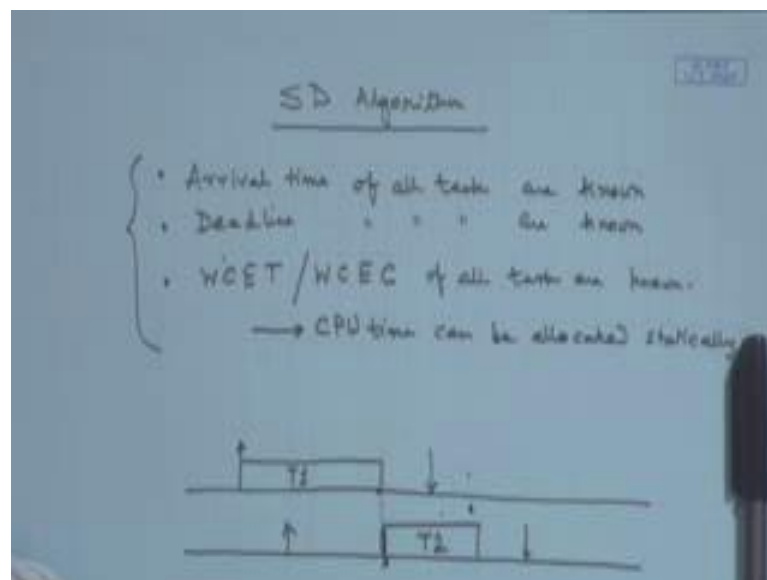 SD Algorithm
• Arrival time of all tasks are known
• Deadline " " " are known
• WCET / WCEC of all task are known.
→ CPU time can be allocated statically
T1
T2